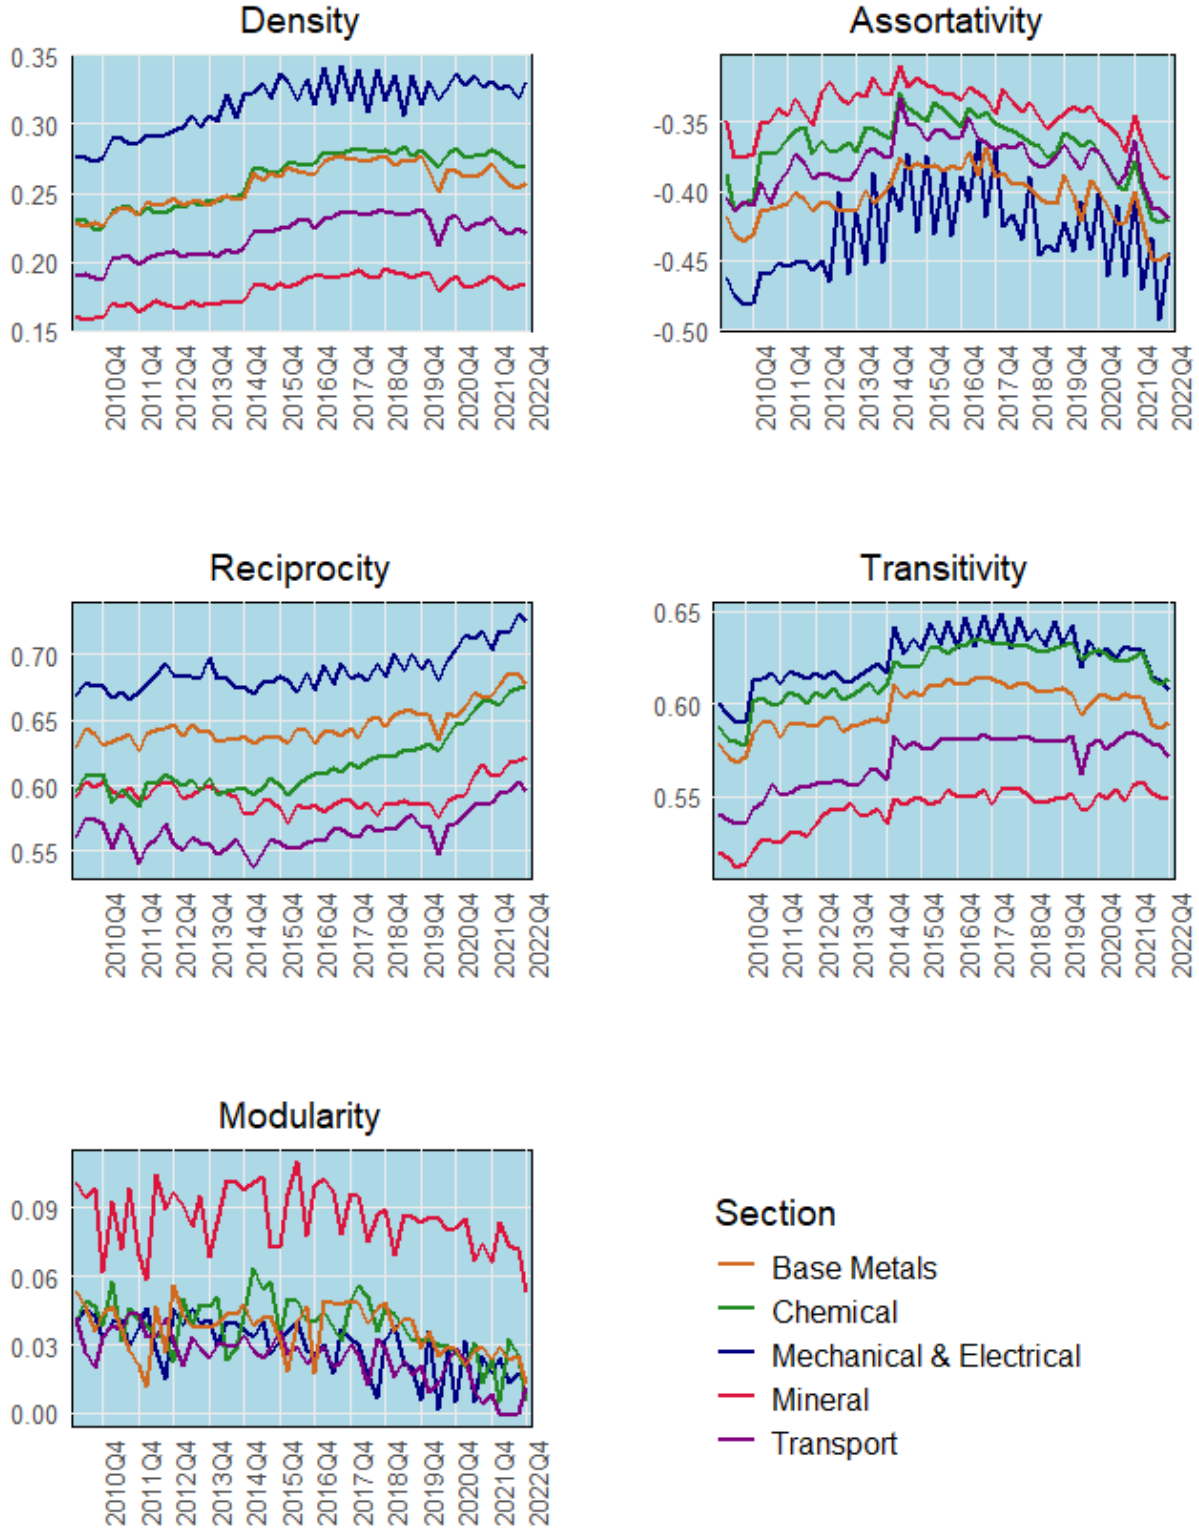 Density
0.35
0.30
0.25
0.20
0.15
2010Q4
2011Q4
2012Q4
2013Q4
2014Q4
2015Q4
2016Q4
2017Q4
2018Q4
2019Q4
2020Q4
2021Q4
2022Q4
Assortativity
-0.35
-0.40
-0.45
-0.50
2010Q4
2011Q4
2012Q4
2013Q4
2014Q4
2015Q4
2016Q4
2017Q4
2018Q4
2019Q4
2020Q4
2021Q4
2022Q4
Reciprocity
0.70
0.65
0.60
0.55
2010Q4
2011Q4
2012Q4
2013Q4
2014Q4
2015Q4
2016Q4
2017Q4
2018Q4
2019Q4
2020Q4
2021Q4
2022Q4
Transitivity
0.65
0.60
0.55
2010Q4
2011Q4
2012Q4
2013Q4
2014Q4
2015Q4
2016Q4
2017Q4
2018Q4
2019Q4
2020Q4
2021Q4
2022Q4
Modularity
0.09
0.06
0.03
0.00
2010Q4
2011Q4
2012Q4
2013Q4
2014Q4
2015Q4
2016Q4
2017Q4
2018Q4
2019Q4
2020Q4
2021Q4
2022Q4
Section
Base Metals
Chemical
Mechanical & Electrical
Mineral
Transport